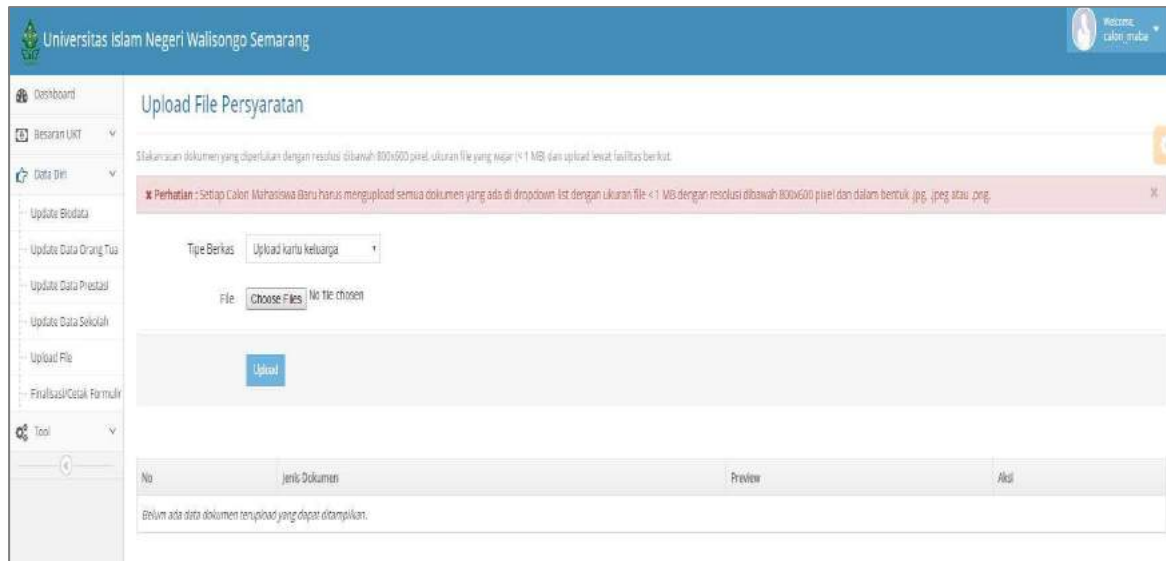 Universitas Islam Negeri Walisongo Semarang
Welcome,
calon_maba
Dashboard
Besaran UKT
Data Diri
Update Biodata
Update Data Orang Tua
Update Data Prestasi
Update Data Sekolah
Upload File
Finalisasi/Cetak Formulir
Tool
Upload File Persyaratan
Silakan scan dokumen yang diperlukan dengan resolusi dibawah 800x600 pixel, ukuran file yang wajar (< 1 MB) dan upload lewat fasilitas berikut.
Perhatian : Setiap Calon Mahasiswa Baru harus mengupload semua dokumen yang ada di dropdown list dengan ukuran file < 1 MB dengan resolusi dibawah 800x600 pixel dan dalam bentuk .jpg, .jpeg atau .png.
Tipe Berkas Upload kartu keluarga
File Choose Files No file chosen
Upload
No Jenis Dokumen Preview Aksi
Belum ada data dokumen terupload yang dapat ditampilkan.